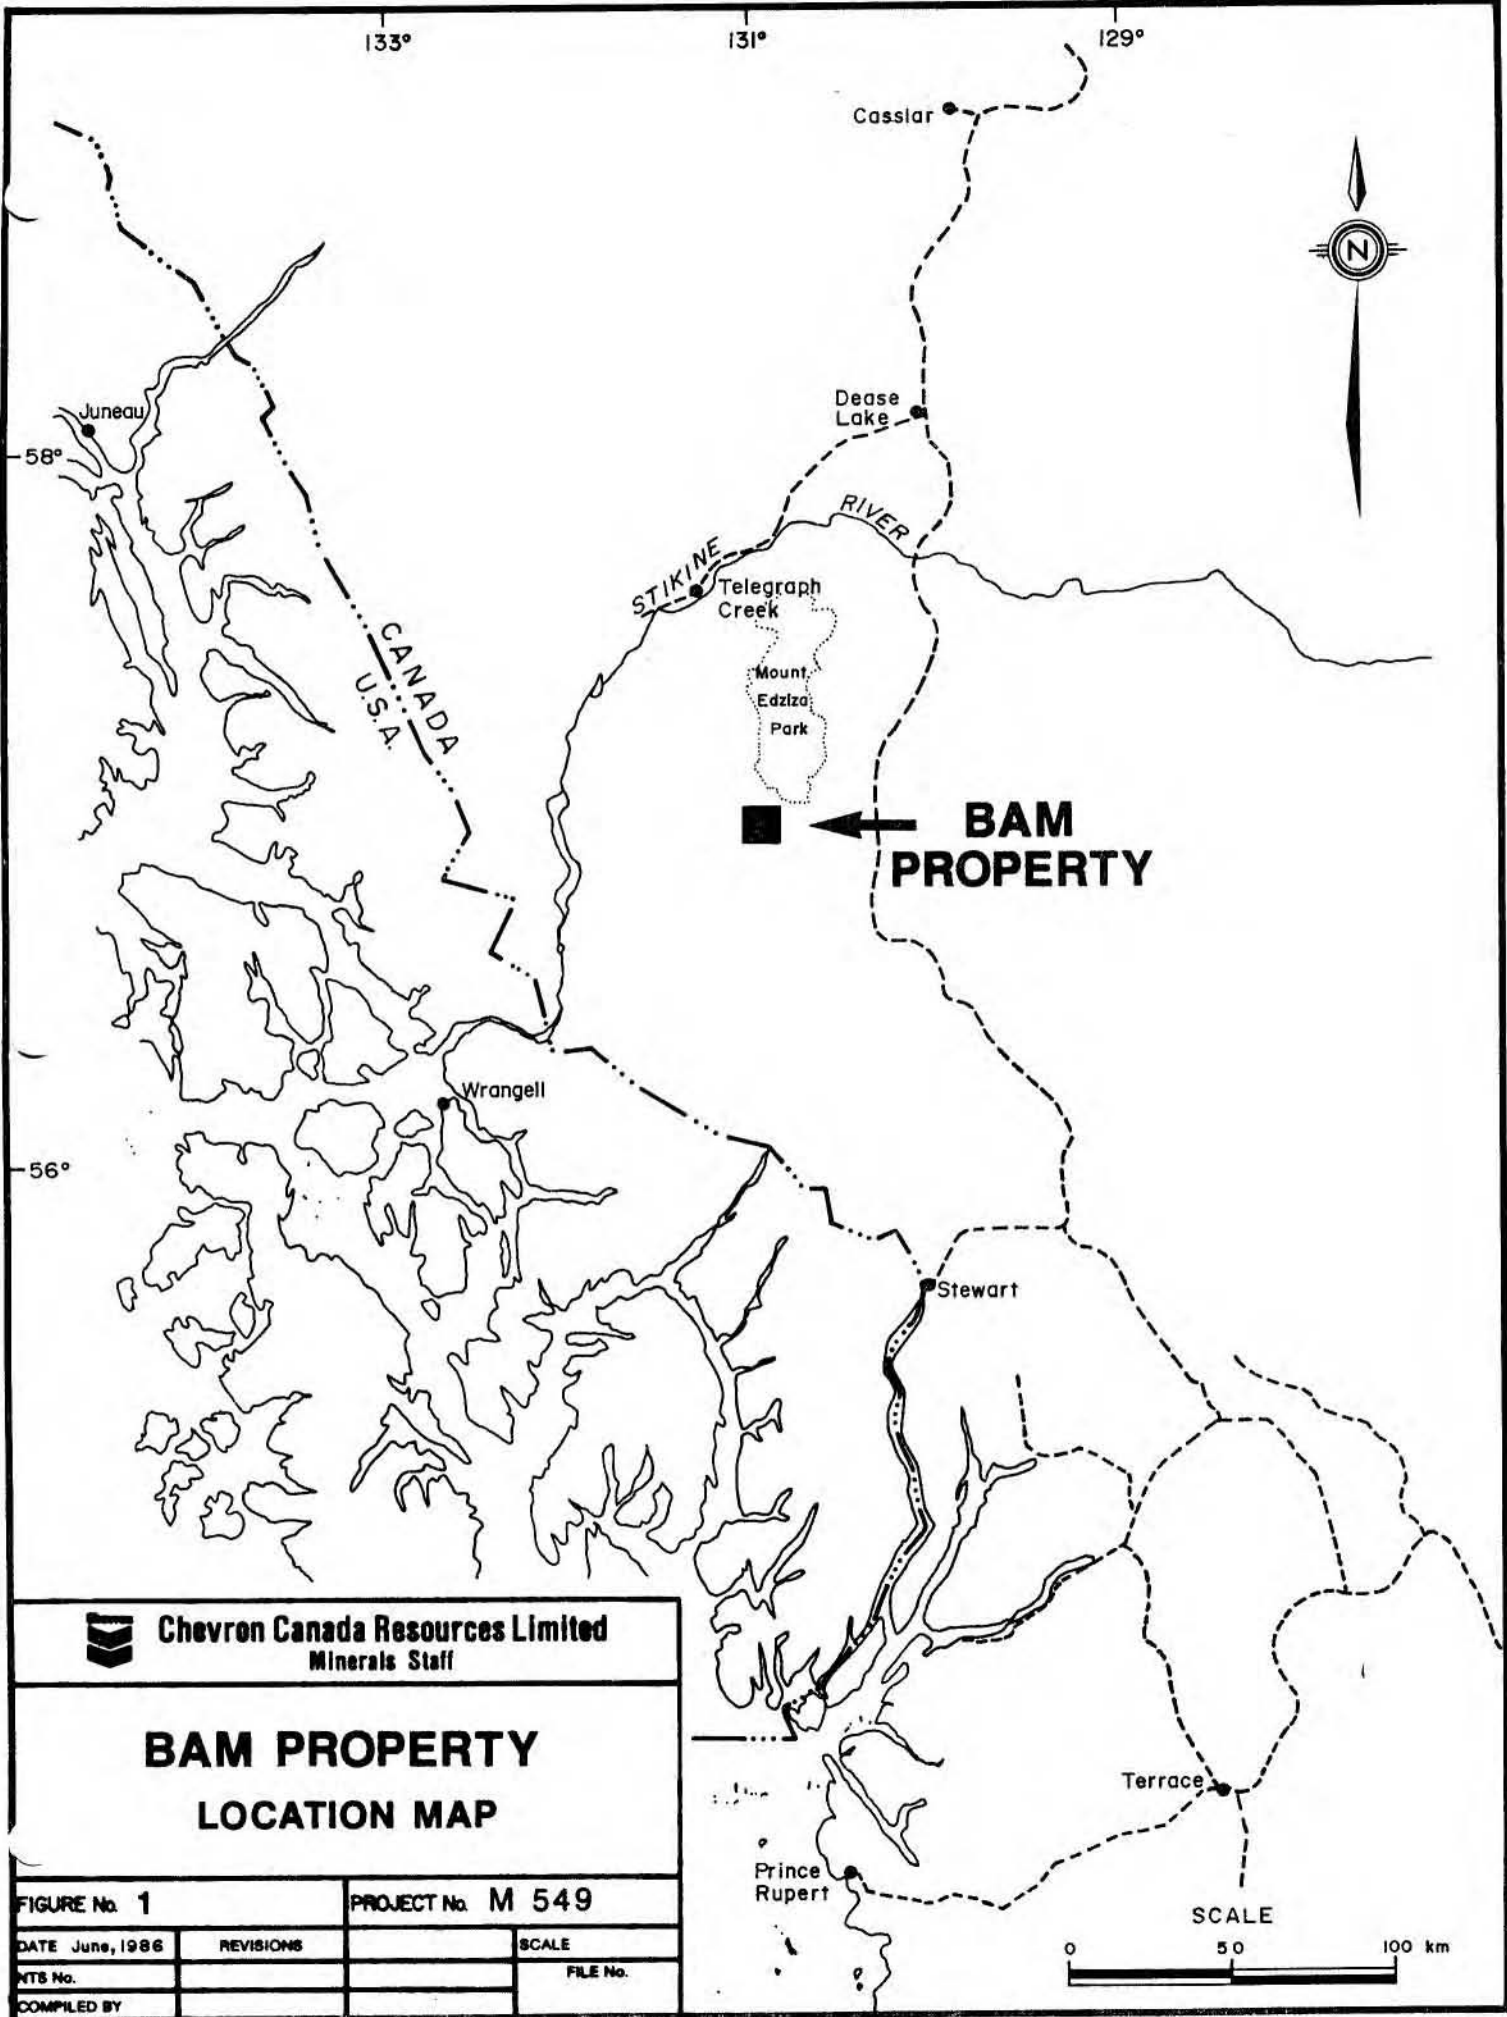 133°
131°
129°
Cassiar
N
Juneau
58°
Dease
Lake
STIKINE RIVER
Telegraph
Creek
CANADA
U.S.A.
Mount
Edziza
Park
BAM
PROPERTY
Wrangell
56°
Stewart
Terrace
Prince
Rupert
SCALE
0 50 100 km
Chevron
Chevron Canada Resources Limited
Minerals Staff
BAM PROPERTY
LOCATION MAP
FIGURE No. 1
PROJECT No. M 549
DATE June, 1986
REVISIONS
SCALE
NTS No.
FILE No.
COMPILED BY